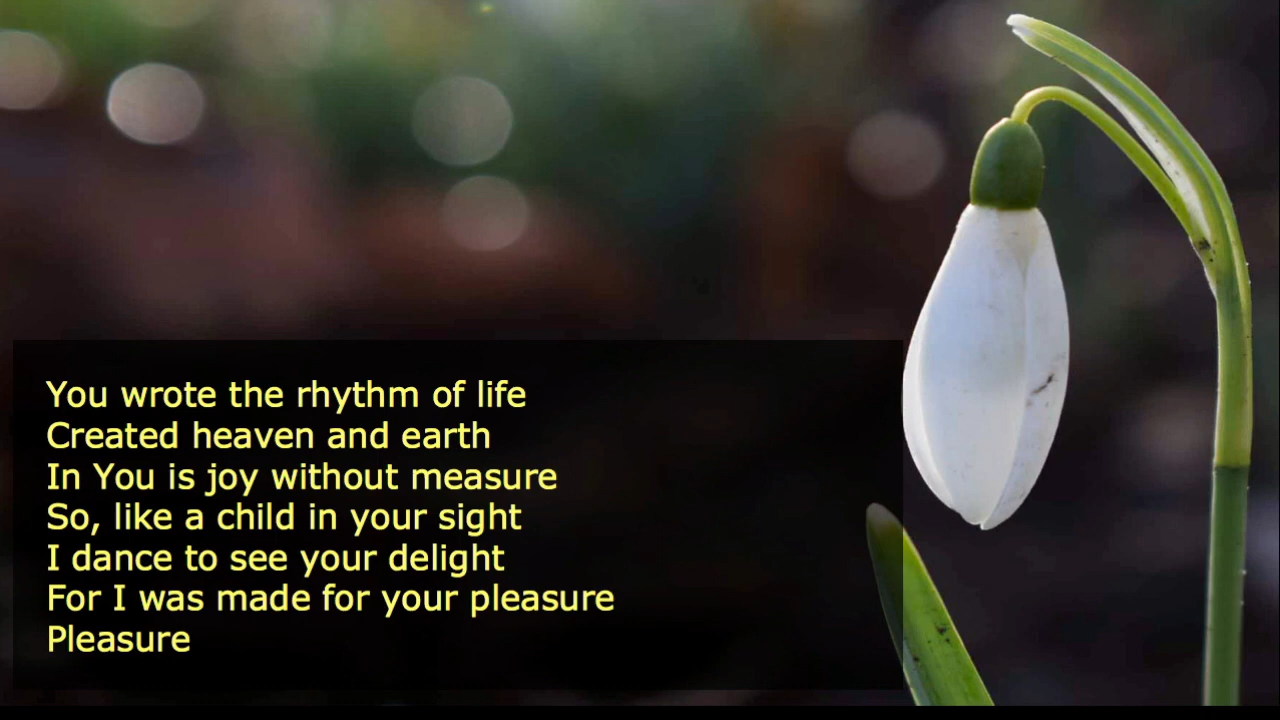 You wrote the rhythm of life
Created heaven and earth
In You is joy without measure
So, like a child in your sight
I dance to see your delight
For I was made for your pleasure
Pleasure